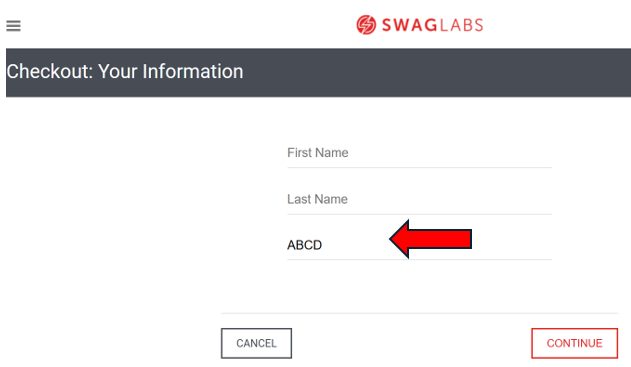 SWAGLABS
Checkout: Your Information
First Name
Last Name
ABCD
CANCEL
CONTINUE